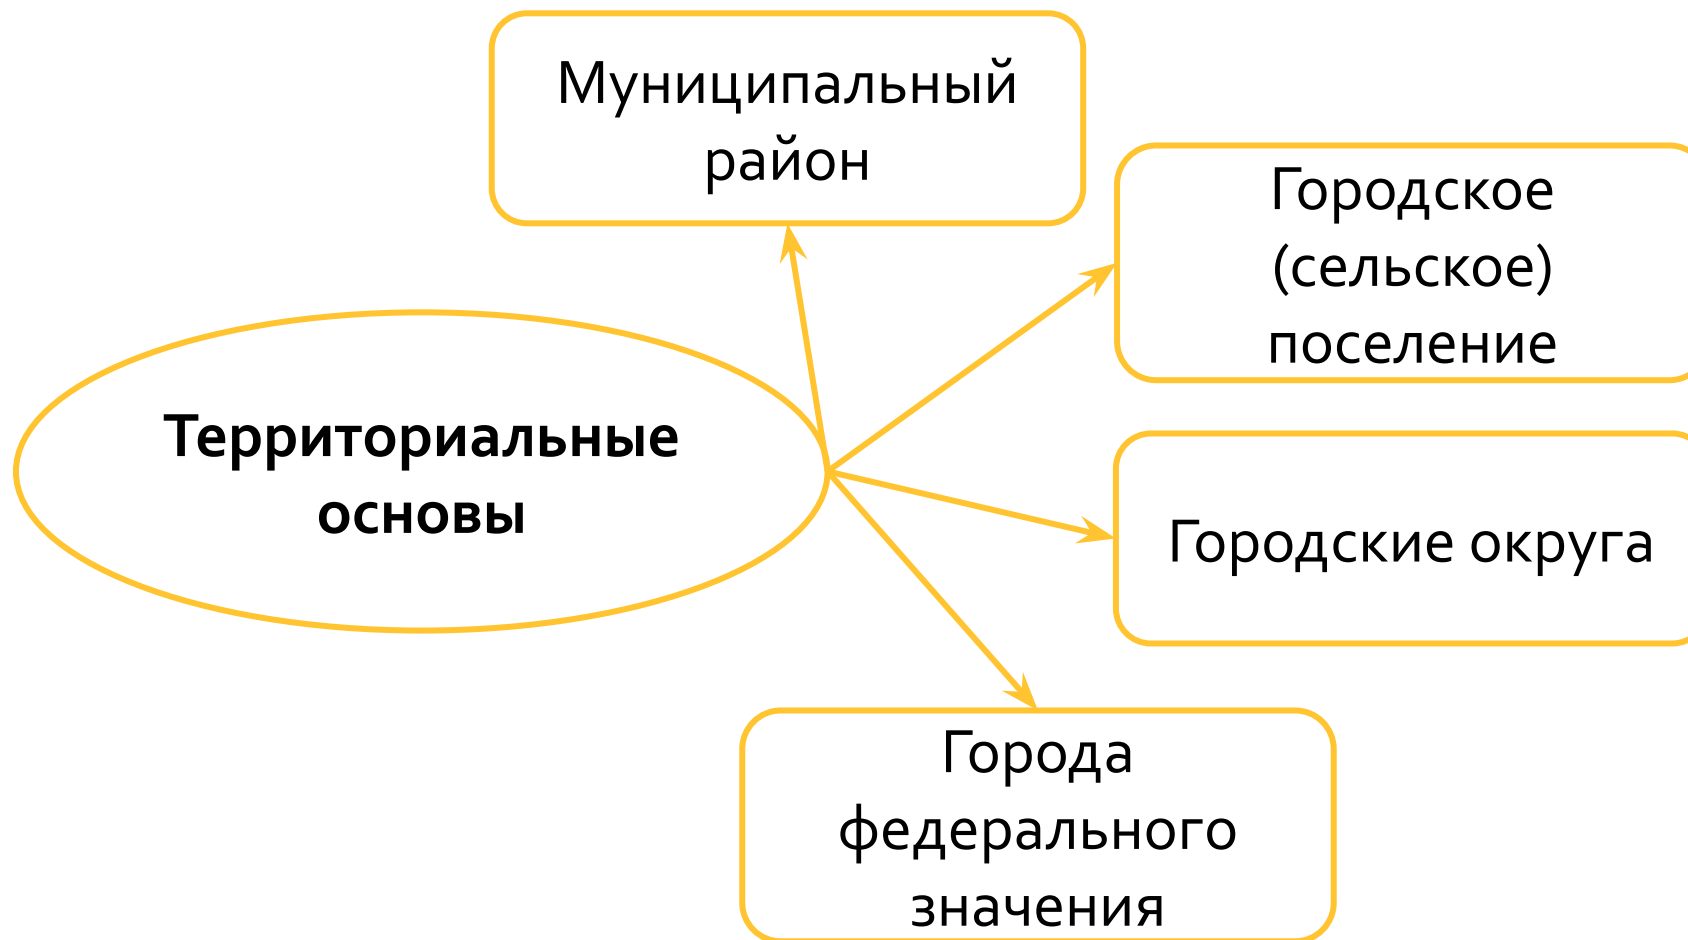 Муниципальный
район
Городское
(сельское)
поселение
Территориальные
основы
Городские округа
Города
федерального
значения